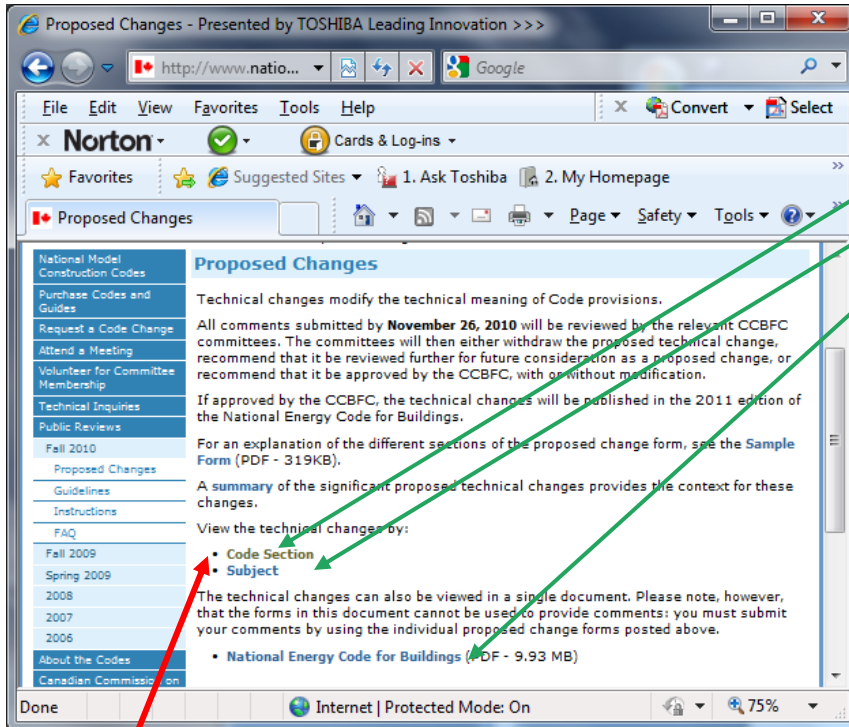 Proposed Changes - Presented by TOSHIBA Leading Innovation >>>
http://www.natio...
Google
File Edit View Favorites Tools Help
x Convert Select
x Norton Cards & Log-ins
Favorites Suggested Sites 1. Ask Toshiba 2. My Homepage »
Proposed Changes Page Safety Tools »
National Model
Construction Codes
Purchase Codes and
Guides
Request a Code Change
Attend a Meeting
Volunteer for Committee
Membership
Technical Inquiries
Public Reviews
Fall 2010
Proposed Changes
Guidelines
Instructions
FAQ
Fall 2009
Spring 2009
2008
2007
2006
About the Codes
Canadian Commission on
Proposed Changes
Technical changes modify the technical meaning of Code provisions.
All comments submitted by November 26, 2010 will be reviewed by the relevant CCBFC
committees. The committees will then either withdraw the proposed technical change,
recommend that it be reviewed further for future consideration as a proposed change, or
recommend that it be approved by the CCBFC, with or without modification.
If approved by the CCBFC, the technical changes will be published in the 2011 edition of
the National Energy Code for Buildings.
For an explanation of the different sections of the proposed change form, see the Sample
Form (PDF - 319KB).
A summary of the significant proposed technical changes provides the context for these
changes.
View the technical changes by:
• Code Section
• Subject
The technical changes can also be viewed in a single document. Please note, however,
that the forms in this document cannot be used to provide comments: you must submit
your comments by using the individual proposed change forms posted above.
• National Energy Code for Buildings (PDF - 9.93 MB)
Done Internet | Protected Mode: On 75%